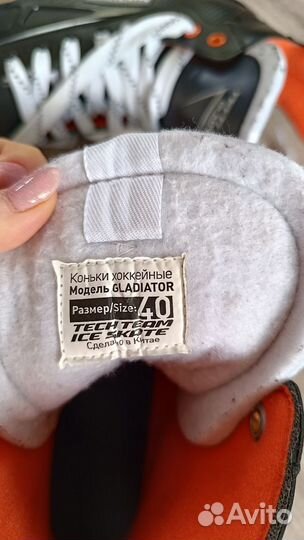 Коньки хоккейные
Модель GLADIATOR
Размер/Size: 40
TECH TEAM
ICE SKATE
Сделано в Китае
Avito